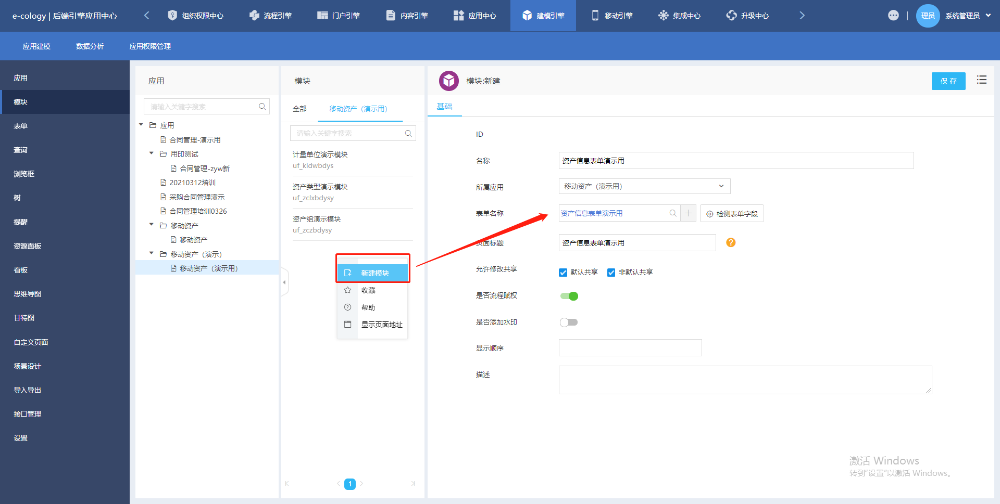 e-cology | 后端引擎应用中心
组织权限中心
流程引擎
门户引擎
内容引擎
应用中心
建模引擎
移动引擎
集成中心
升级中心
理员
系统管理员
应用建模
数据分析
应用权限管理
应用
模块
表单
查询
浏览框
树
提醒
资源面板
看板
思维导图
甘特图
自定义页面
场景设计
导入导出
接口管理
设置
应用
请输入关键字搜索
应用
合同管理-演示用
用印测试
合同管理-zyw新
20210312培训
采购合同管理演示
合同管理培训0326
移动资产
移动资产
移动资产（演示）
移动资产（演示用）
模块
全部
移动资产（演示用）
请输入关键字搜索
计量单位演示模块
uf_kldwbdys
资产类型演示模块
uf_zclxbdysy
资产组演示模块
uf_zczbdysy
新建模块
收藏
帮助
显示页面地址
1
模块:新建
保 存
基础
ID
名称
资产信息表单演示用
所属应用
移动资产（演示用）
表单名称
资产信息表单演示用
检测表单字段
页面标题
资产信息表单演示用
?
允许修改共享
默认共享
非默认共享
是否流程赋权
是否添加水印
显示顺序
描述
激活 Windows
转到“设置”以激活 Windows。